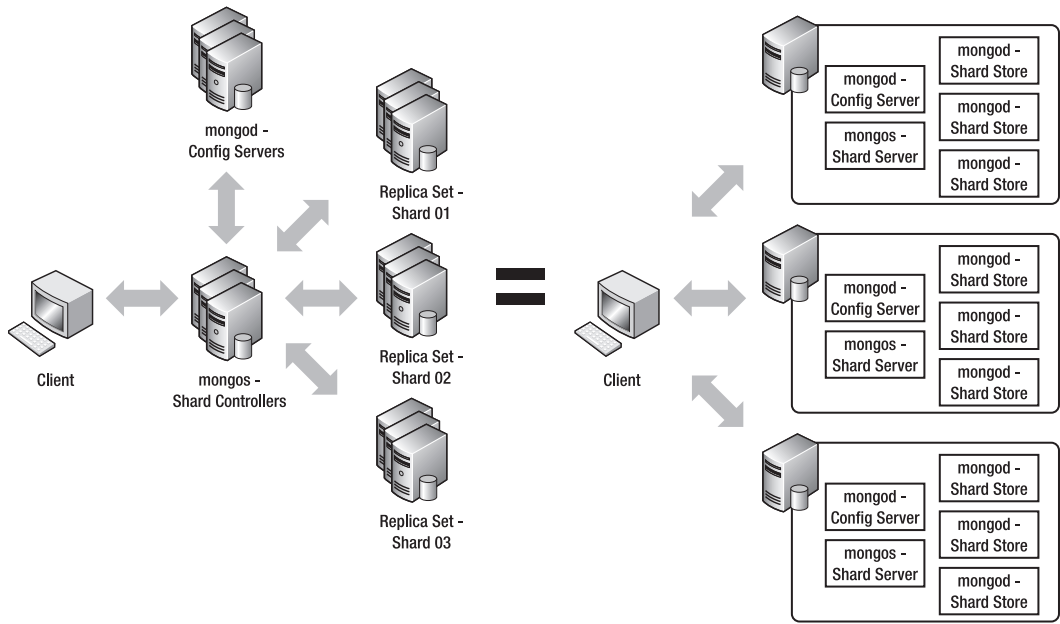 mongod -
Config Servers
Replica Set -
Shard 01
Client
mongos -
Shard Controllers
Replica Set -
Shard 02
Replica Set -
Shard 03
Client
mongod -
Config Server
mongos -
Shard Server
mongod -
Shard Store
mongod -
Shard Store
mongod -
Shard Store
mongod -
Config Server
mongos -
Shard Server
mongod -
Shard Store
mongod -
Shard Store
mongod -
Shard Store
mongod -
Config Server
mongos -
Shard Server
mongod -
Shard Store
mongod -
Shard Store
mongod -
Shard Store